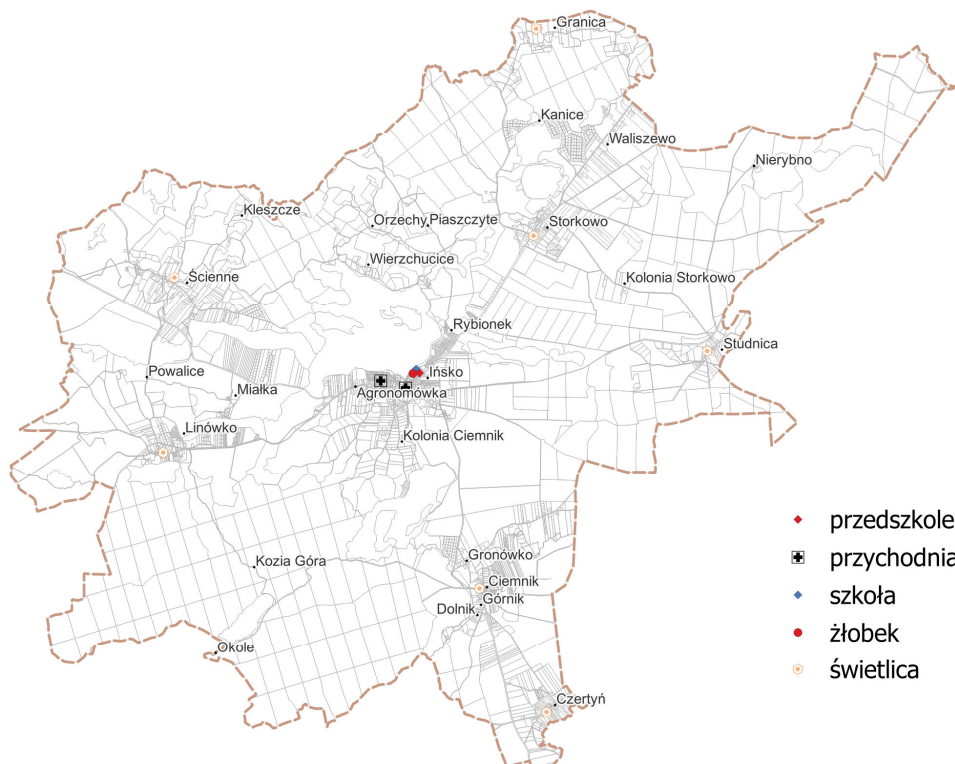 Granica
Kanice
Waliszewo
Nierybno
Kleszcze
Orzechy
Piaszczyte
Storkowo
Wierzchucice
Ścienne
Kolonia Storkowo
Rybionek
Studnica
Powalice
Ińsko
Miałka
Agronomówka
Linówko
Kolonia Ciemnik
Gronówko
Kozia Góra
Ciemnik
Górnik
Dolnik
Okole
Czertyń
przedszkole
przychodnia
szkoła
żłobek
świetlica